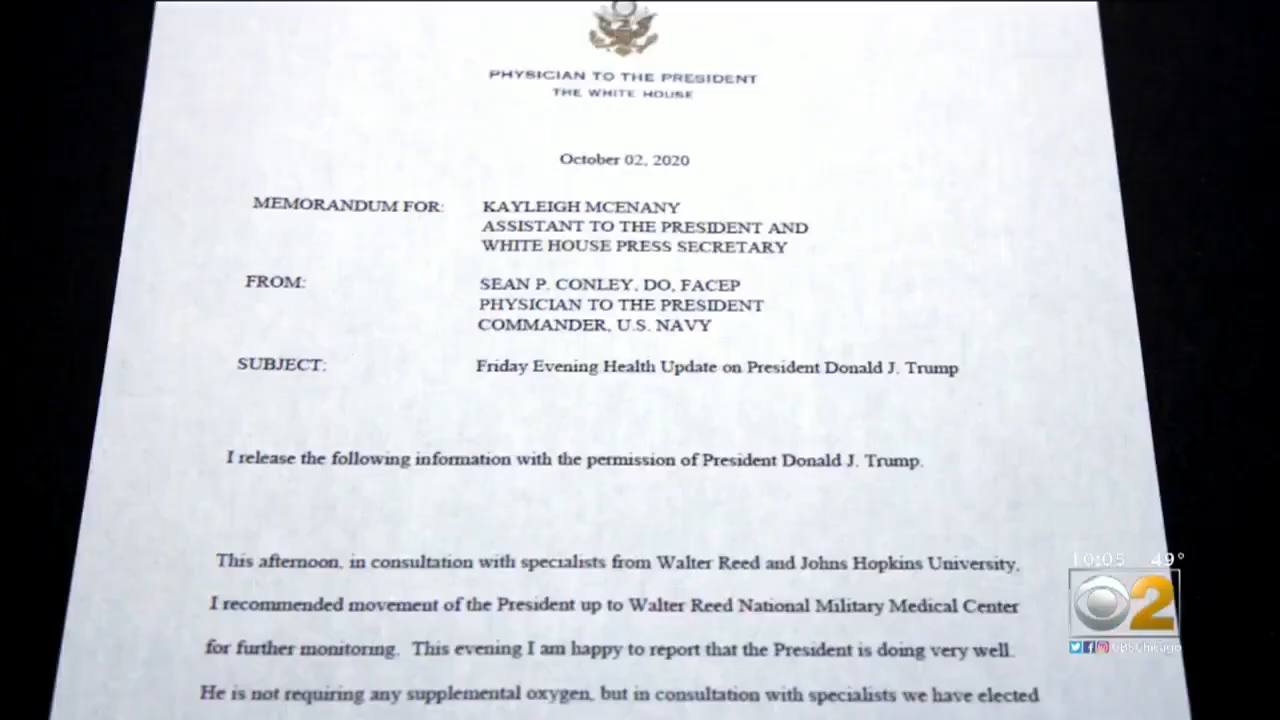 PHYSICIAN TO THE PRESIDENT
THE WHITE HOUSE
October 02, 2020
MEMORANDUM FOR: KAYLEIGH MCENANY
ASSISTANT TO THE PRESIDENT AND
WHITE HOUSE PRESS SECRETARY
FROM: SEAN P. CONLEY, DO, FACEP
PHYSICIAN TO THE PRESIDENT
COMMANDER, U.S. NAVY
SUBJECT: Friday Evening Health Update on President Donald J. Trump
I release the following information with the permission of President Donald J. Trump.
This afternoon, in consultation with specialists from Walter Reed and Johns Hopkins University,
I recommended movement of the President up to Walter Reed National Military Medical Center
for further monitoring. This evening I am happy to report that the President is doing very well.
He is not requiring any supplemental oxygen, but in consultation with specialists we have elected
10:05 49°
2
@CBSChicago